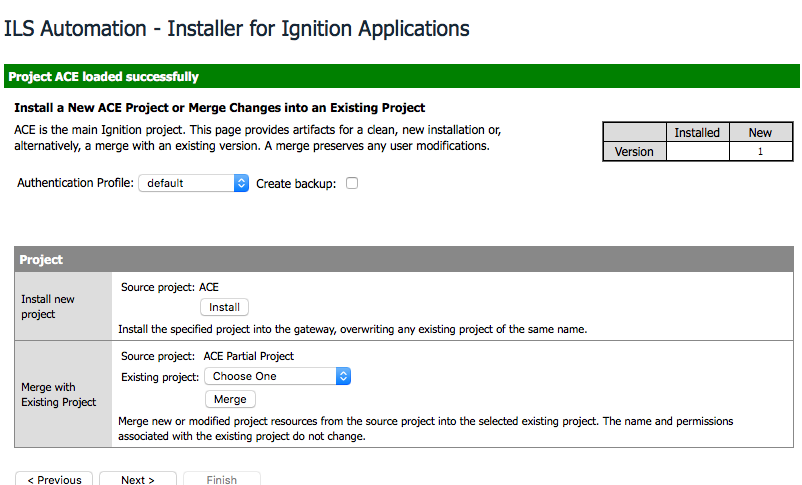 ILS Automation - Installer for Ignition Applications
Project ACE loaded successfully
Install a New ACE Project or Merge Changes into an Existing Project
ACE is the main Ignition project. This page provides artifacts for a clean, new installation or,
alternatively, a merge with an existing version. A merge preserves any user modifications.
Installed New
Version 1
Authentication Profile: default Create backup:
Project
Install new
project
Source project: ACE
Install
Install the specified project into the gateway, overwriting any existing project of the same name.
Merge with
Existing Project
Source project: ACE Partial Project
Existing project: Choose One
Merge
Merge new or modified project resources from the source project into the selected existing project. The name and permissions
associated with the existing project do not change.
< Previous Next > Finish